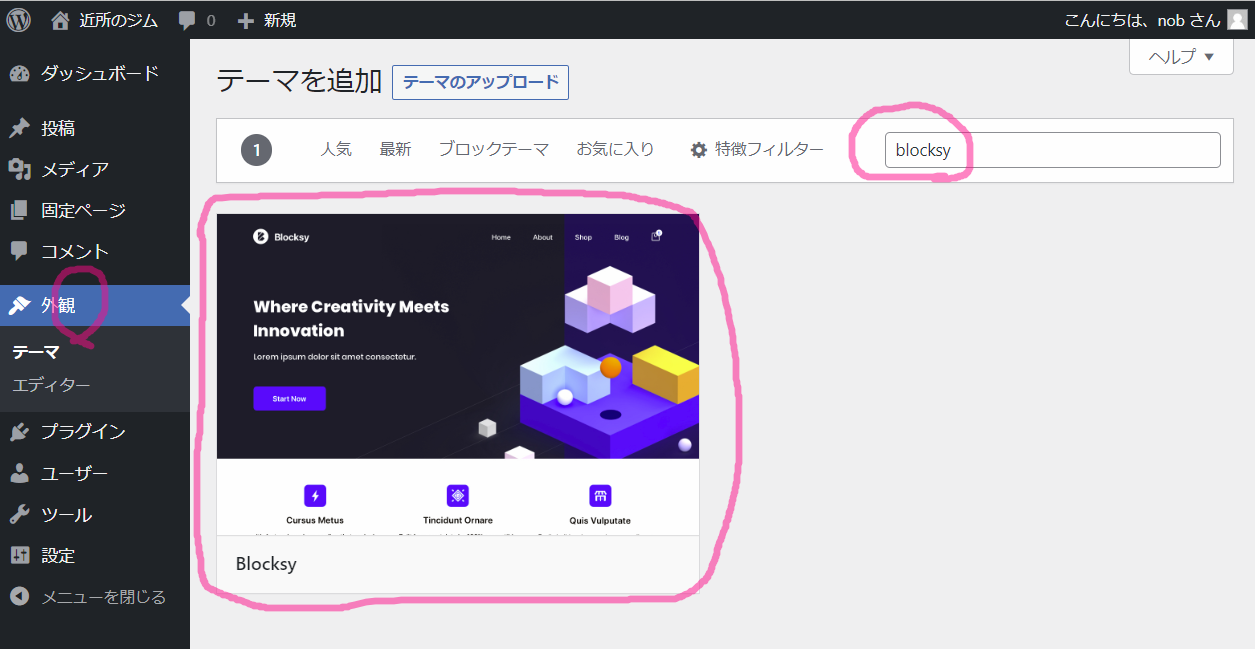 近所のジム 0 新規 こんにちは、nob さん
ヘルプ
ダッシュボード
投稿
メディア
固定ページ
コメント
外観
テーマ
エディター
プラグイン
ユーザー
ツール
設定
メニューを閉じる
テーマを追加 テーマのアップロード
1 人気 最新 ブロックテーマ お気に入り 特徴フィルター blocksy
Blocksy Home About Shop Blog
Where Creativity Meets
Innovation
Lorem ipsum dolor sit amet consectetur.
Start Now
Cursus Metus Tincidunt Ornare Quis Vulputate
Blocksy